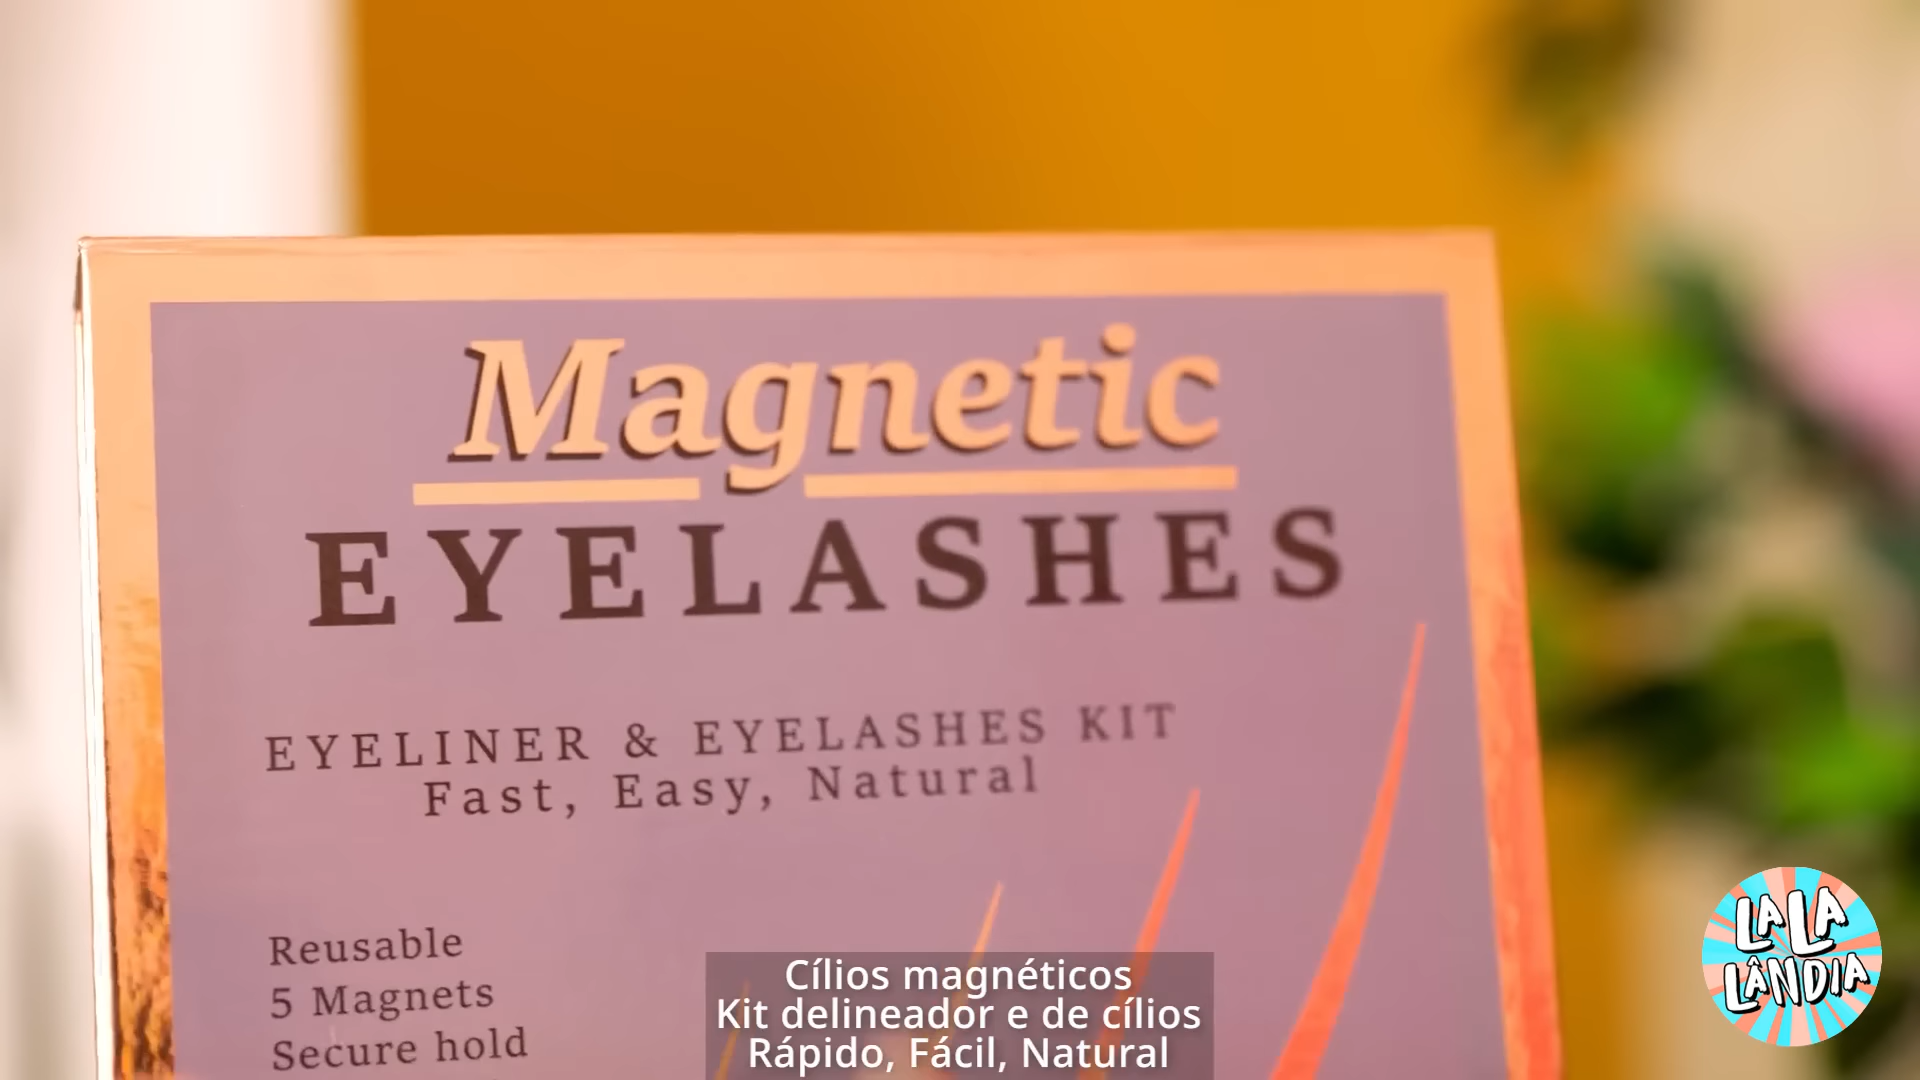 Magnetic
EYELASHES
EYELINER & EYELASHES KIT
Fast, Easy, Natural
Reusable
5 Magnets
Secure hold
Cílios magnéticos
Kit delineador e de cílios
Rápido, Fácil, Natural
LA LA
LÂNDIA